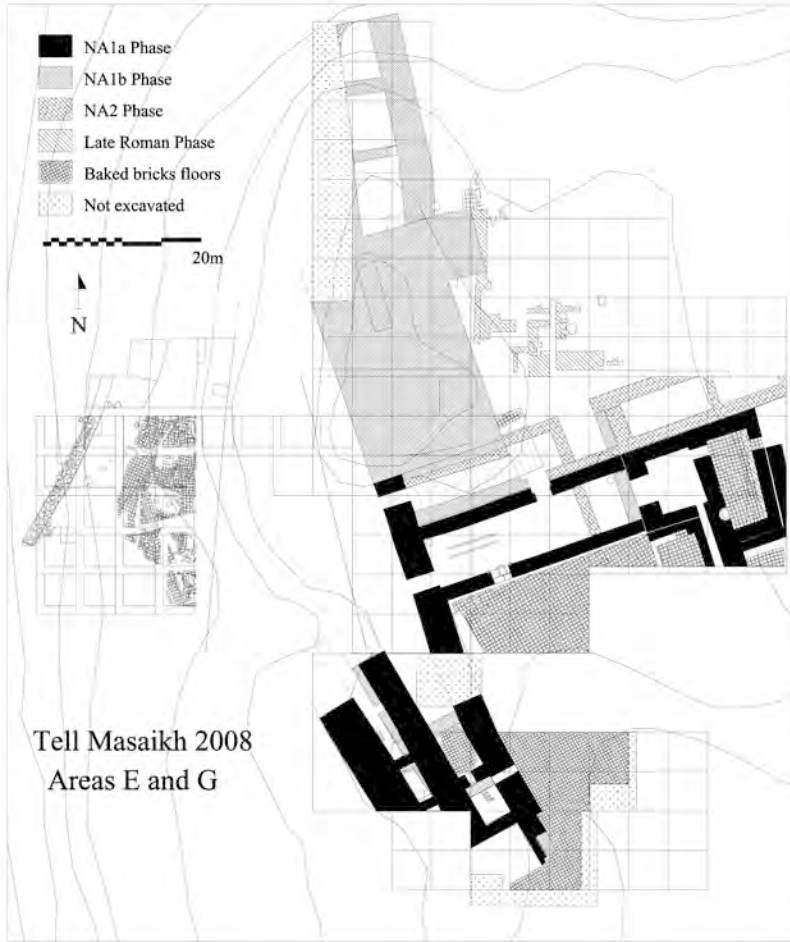 NA1a Phase
NA1b Phase
NA2 Phase
Late Roman Phase
Baked bricks floors
Not excavated
20m
N
Tell Masaikh 2008
Areas E and G